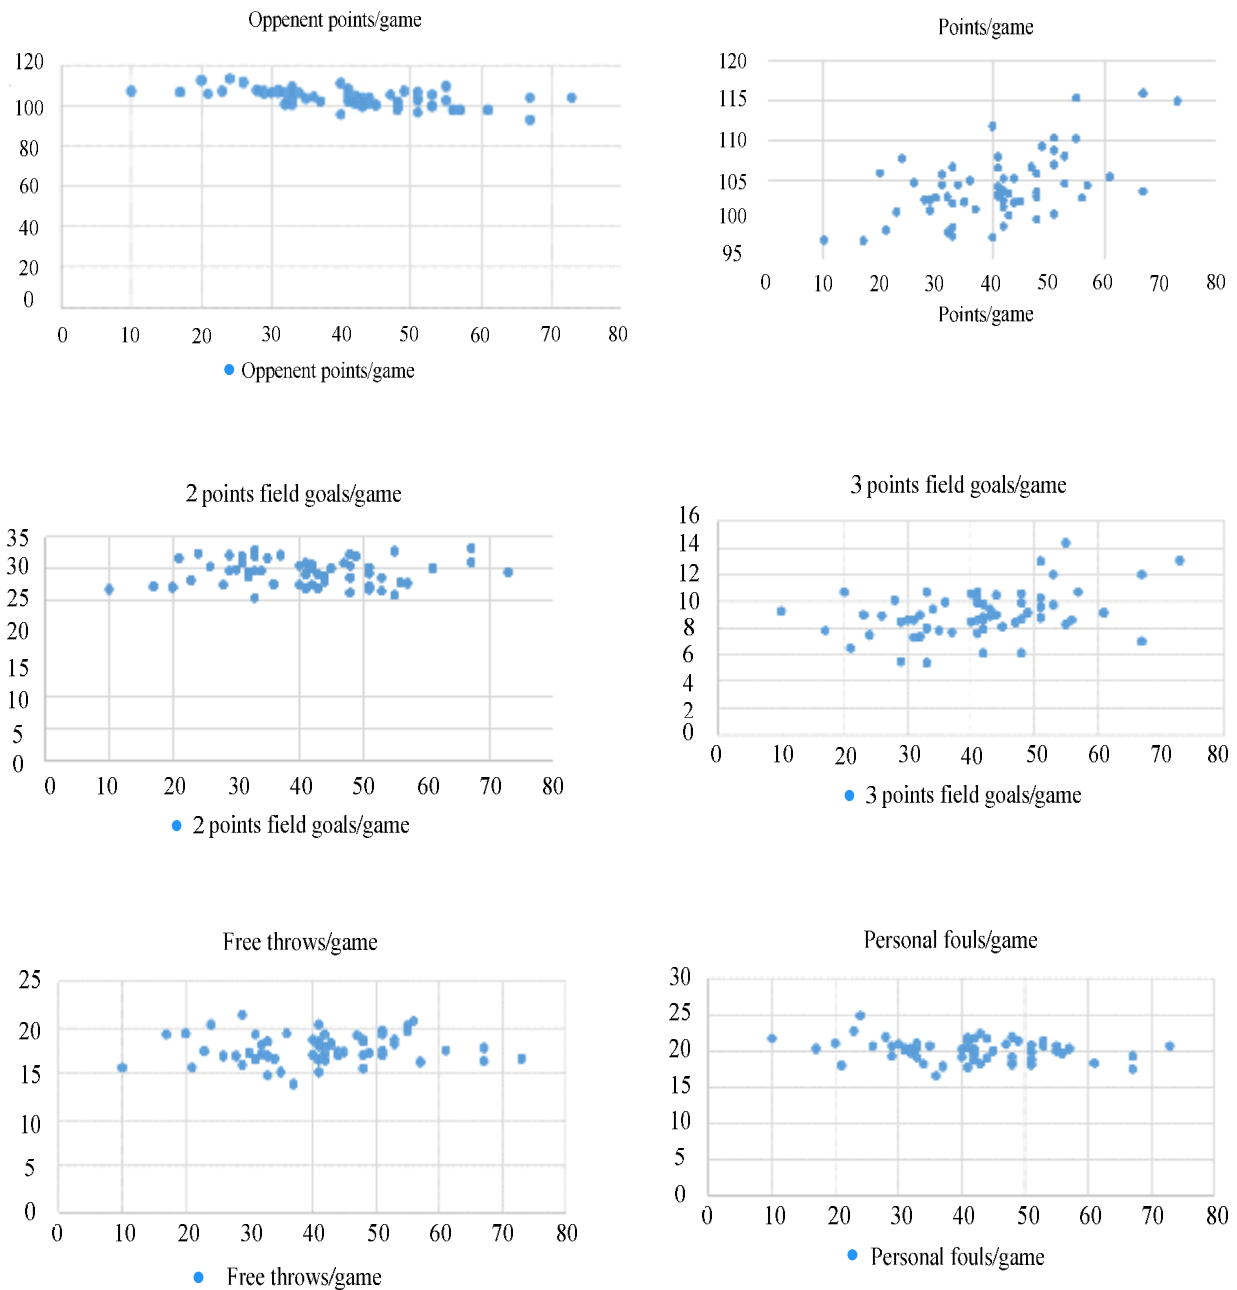 Oppenent points/game
120
100
80
60
40
20
0
0 10 20 30 40 50 60 70 80
Oppenent points/game
Points/game
120
115
110
105
100
95
0 10 20 30 40 50 60 70 80
Points/game
2 points field goals/game
35
30
25
20
15
10
5
0
0 10 20 30 40 50 60 70 80
2 points field goals/game
3 points field goals/game
16
14
12
10
8
6
4
2
0
0 10 20 30 40 50 60 70 80
3 points field goals/game
Free throws/game
25
20
15
10
5
0
0 10 20 30 40 50 60 70 80
Free throws/game
Personal fouls/game
30
25
20
15
10
5
0
0 10 20 30 40 50 60 70 80
Personal fouls/game